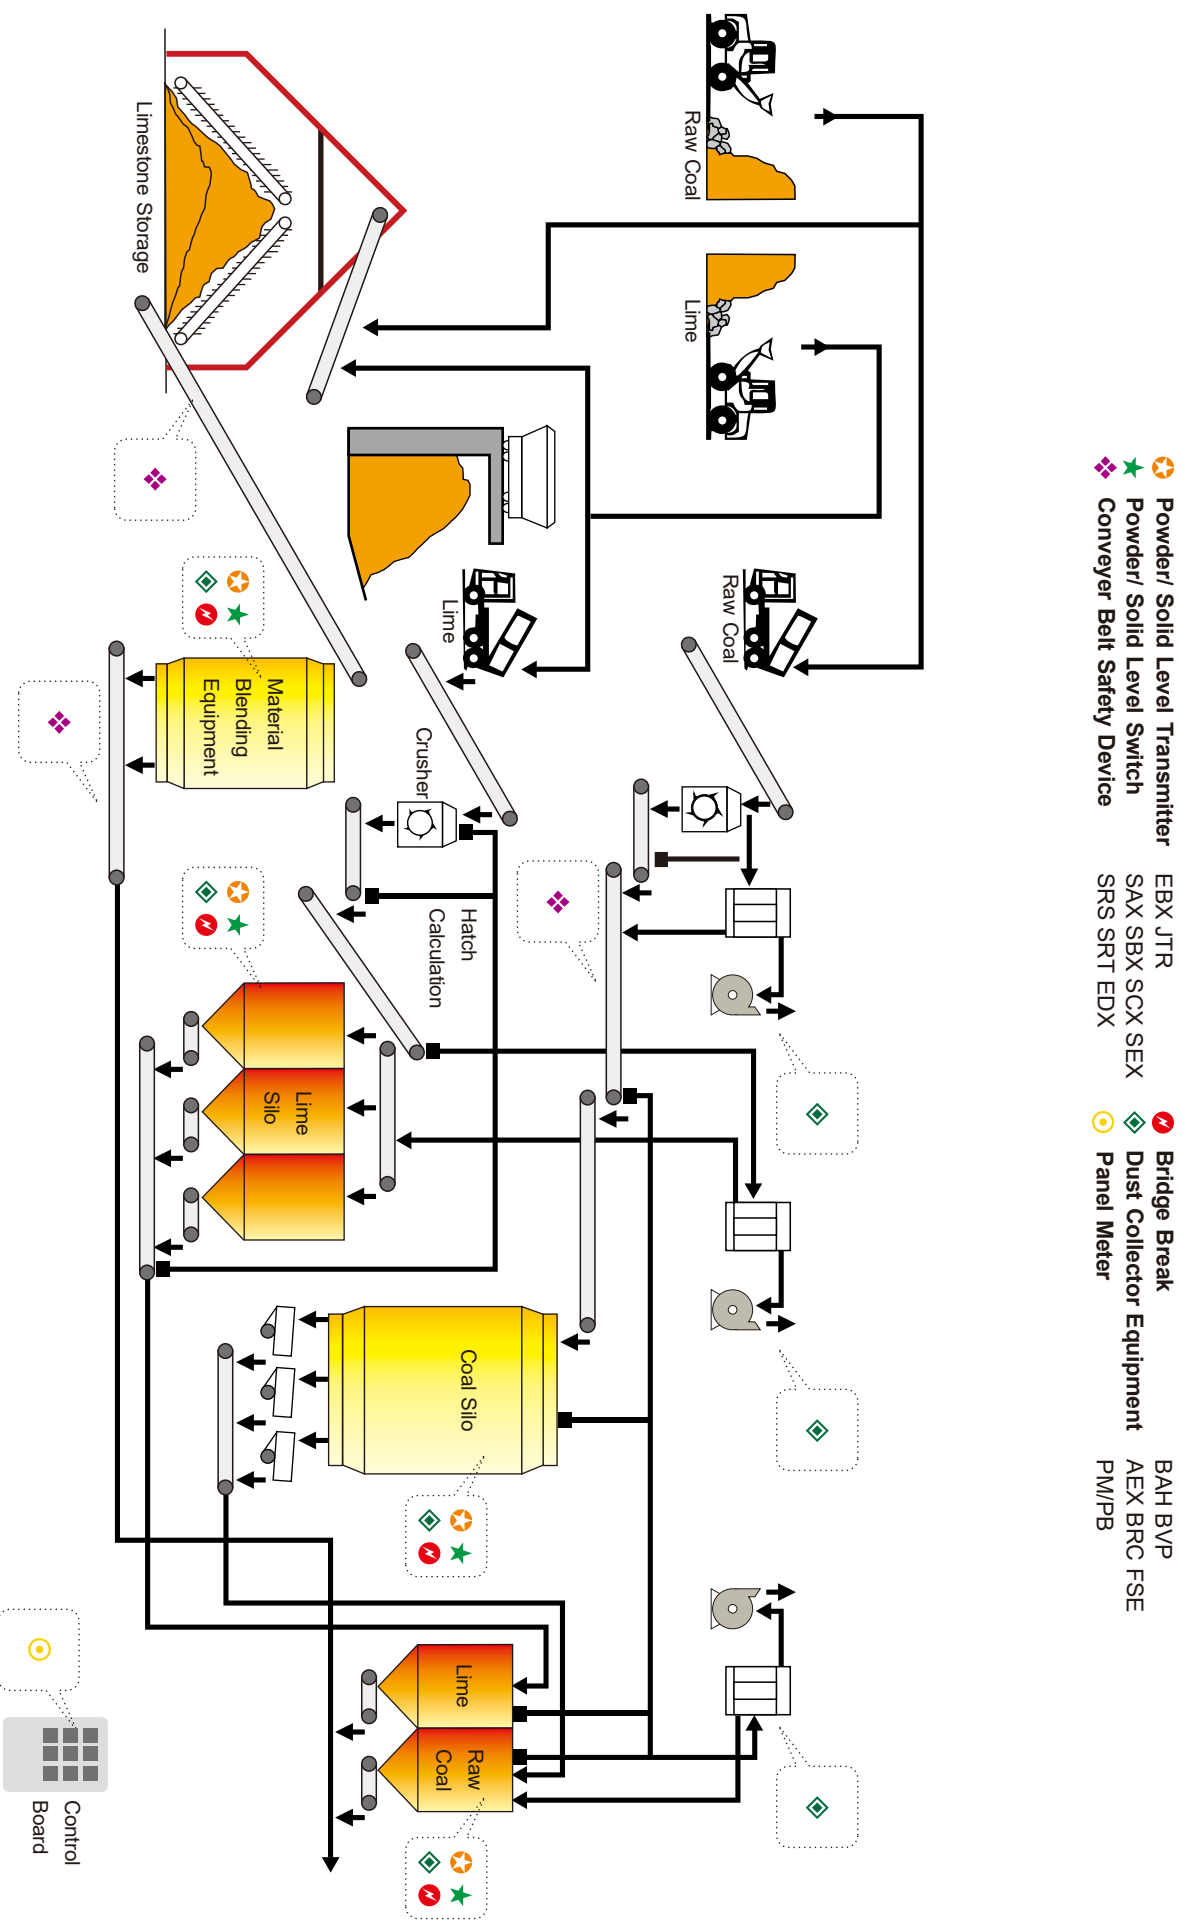 Powder/ Solid Level Transmitter EBX JTR
Powder/ Solid Level Switch SAX SBX SCX SEX
Conveyer Belt Safety Device SRS SRT EDX
Bridge Break BAH BVP
Dust Collector Equipment AEX BRC FSE
Panel Meter PM/PB
Raw Coal
Lime
Raw Coal
Lime
Limestone Storage
Crusher
Hatch
Calculation
Material
Blending
Equipment
Lime
Silo
Coal Silo
Lime
Raw
Coal
Control
Board